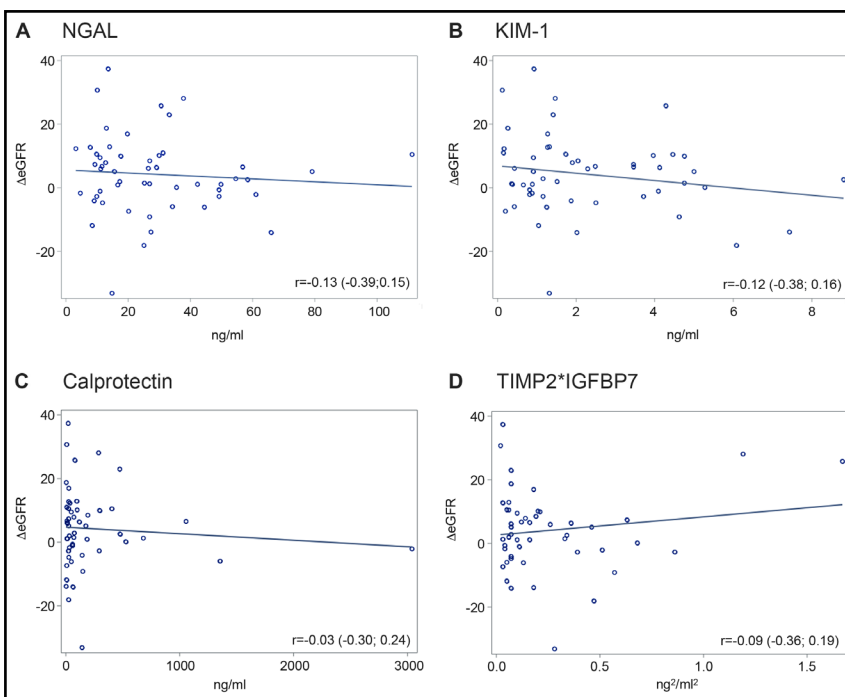 A NGAL
B KIM-1
40
20
0
-20
ΔeGFR
r=-0.13 (-0.39;0.15)
0 20 40 60 80 100
ng/ml
40
20
0
-20
ΔeGFR
r=-0.12 (-0.38; 0.16)
0 2 4 6 8
ng/ml
C Calprotectin
D TIMP2*IGFBP7
40
20
0
-20
ΔeGFR
r=-0.03 (-0.30; 0.24)
0 1000 2000 3000
ng/ml
40
20
0
-20
ΔeGFR
r=-0.09 (-0.36; 0.19)
0.0 0.5 1.0 1.5
ng²/ml²